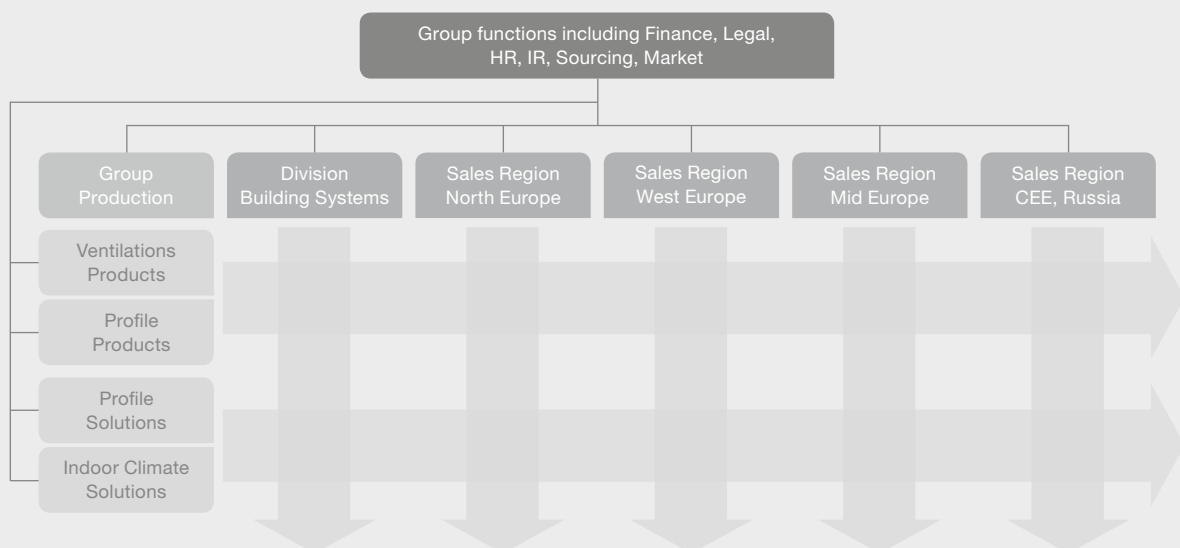 Group functions including Finance, Legal,
HR, IR, Sourcing, Market
Group
Production
Division
Building Systems
Sales Region
North Europe
Sales Region
West Europe
Sales Region
Mid Europe
Sales Region
CEE, Russia
Ventilations
Products
Profile
Products
Profile
Solutions
Indoor Climate
Solutions